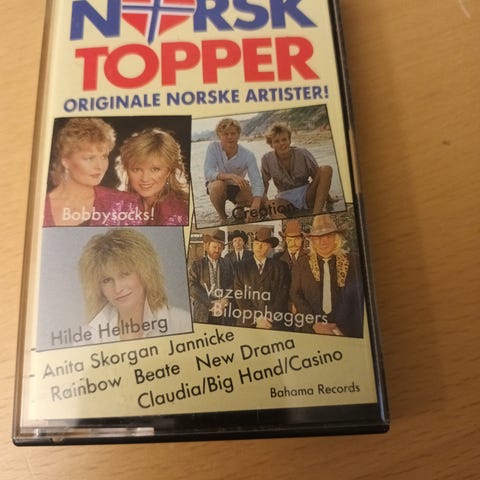 NORSK
TOPPER
ORIGINALE NORSKE ARTISTER!
Bobbysocks!
Creation
Hilde Heltberg
Vazelina
Bilopphøggers
Anita Skorgan Jannicke
Rainbow Beate New Drama
Claudia/Big Hand/Casino
Bahama Records